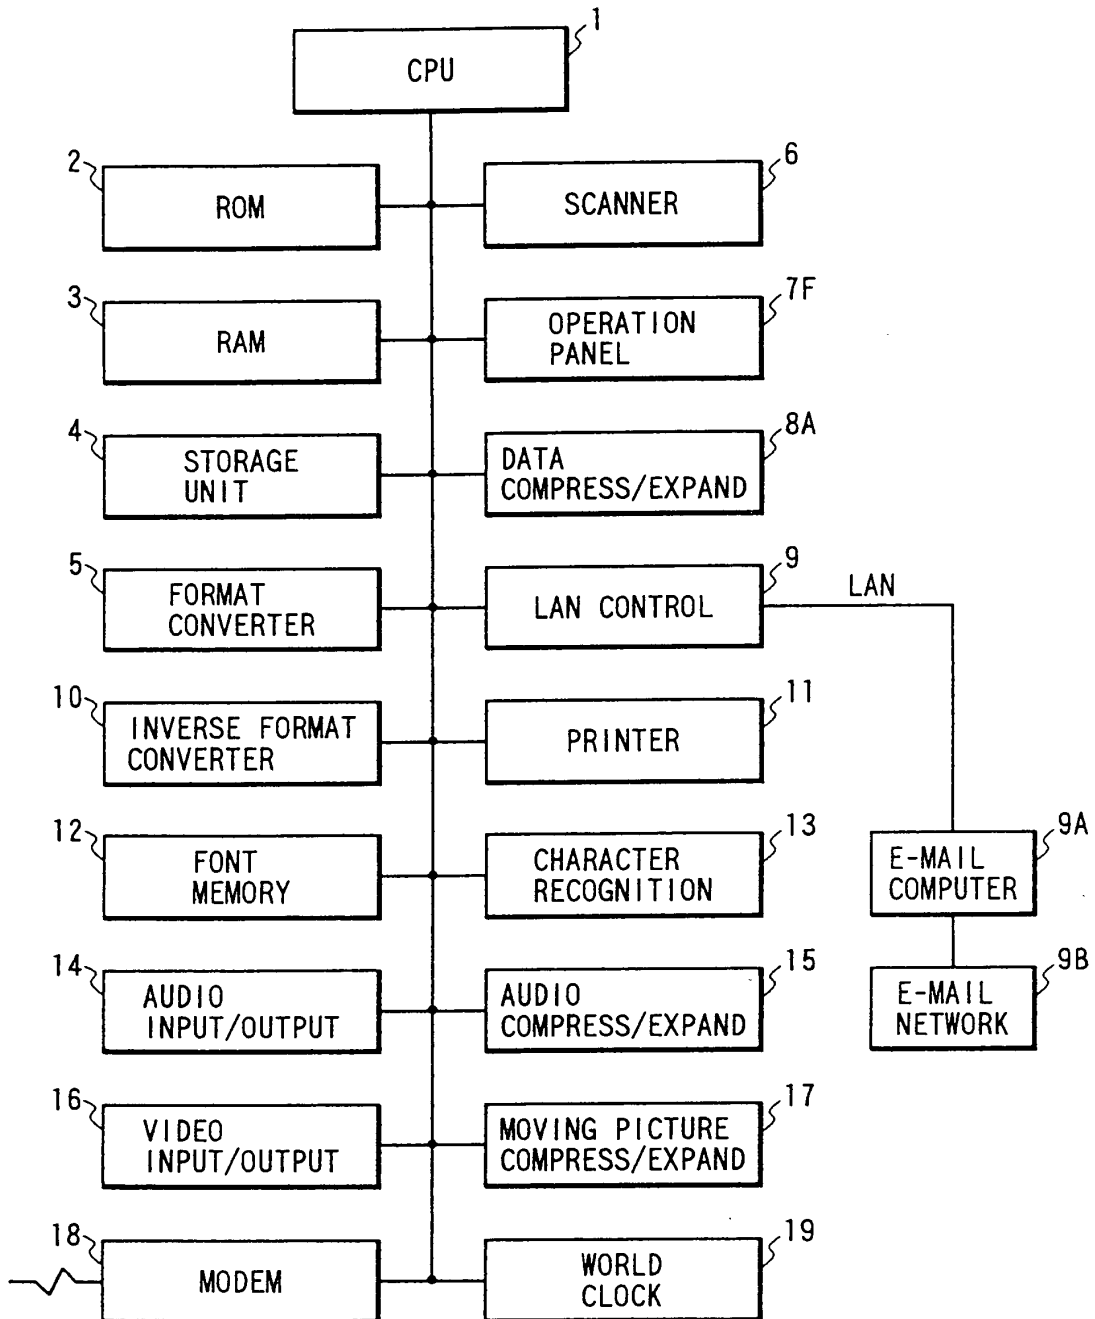 1
CPU
2
ROM
6
SCANNER
3
RAM
7F
OPERATION
PANEL
4
STORAGE
UNIT
8A
DATA
COMPRESS/EXPAND
5
FORMAT
CONVERTER
9
LAN CONTROL
LAN
10
INVERSE FORMAT
CONVERTER
11
PRINTER
12
FONT
MEMORY
13
CHARACTER
RECOGNITION
9A
E-MAIL
COMPUTER
14
AUDIO
INPUT/OUTPUT
15
AUDIO
COMPRESS/EXPAND
9B
E-MAIL
NETWORK
16
VIDEO
INPUT/OUTPUT
17
MOVING PICTURE
COMPRESS/EXPAND
18
MODEM
19
WORLD
CLOCK